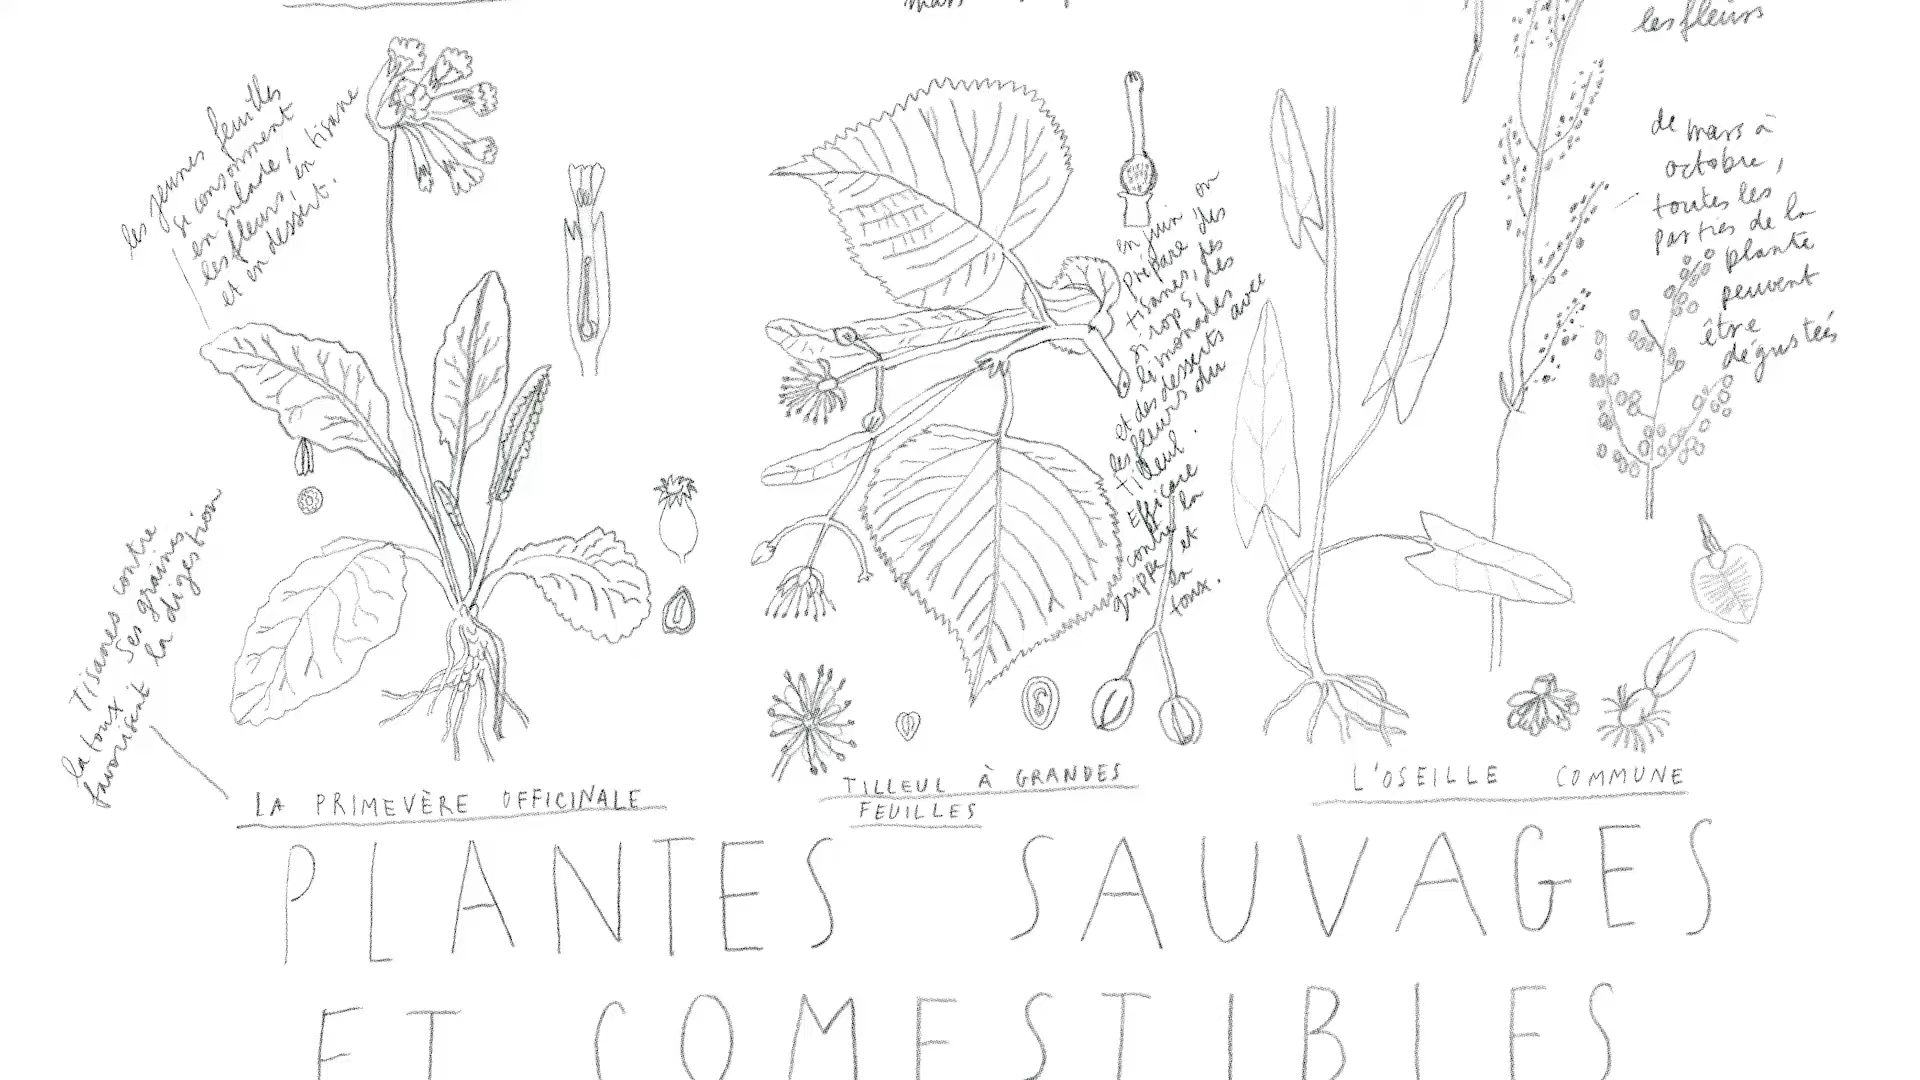 mars
les fleurs
les jeunes feuilles
se consomment
en salade,
les fleurs, en tisane
et en dessert.
Tisanes contre
la toux. Ses graines
favorisent la digestion
LA PRIMEVÈRE OFFICINALE
en juin on
prépare des
tisanes, des
sirops, des
limonades
et des desserts avec
les fleurs du
tilleul.
Efficace
contre la
grippe et
la
toux.
TILLEUL À GRANDES
FEUILLES
de mars à
octobre,
toutes les
parties de la
plante
peuvent
être
dégustées
L'OSEILLE COMMUNE
PLANTES SAUVAGES
ET COMESTIBLES